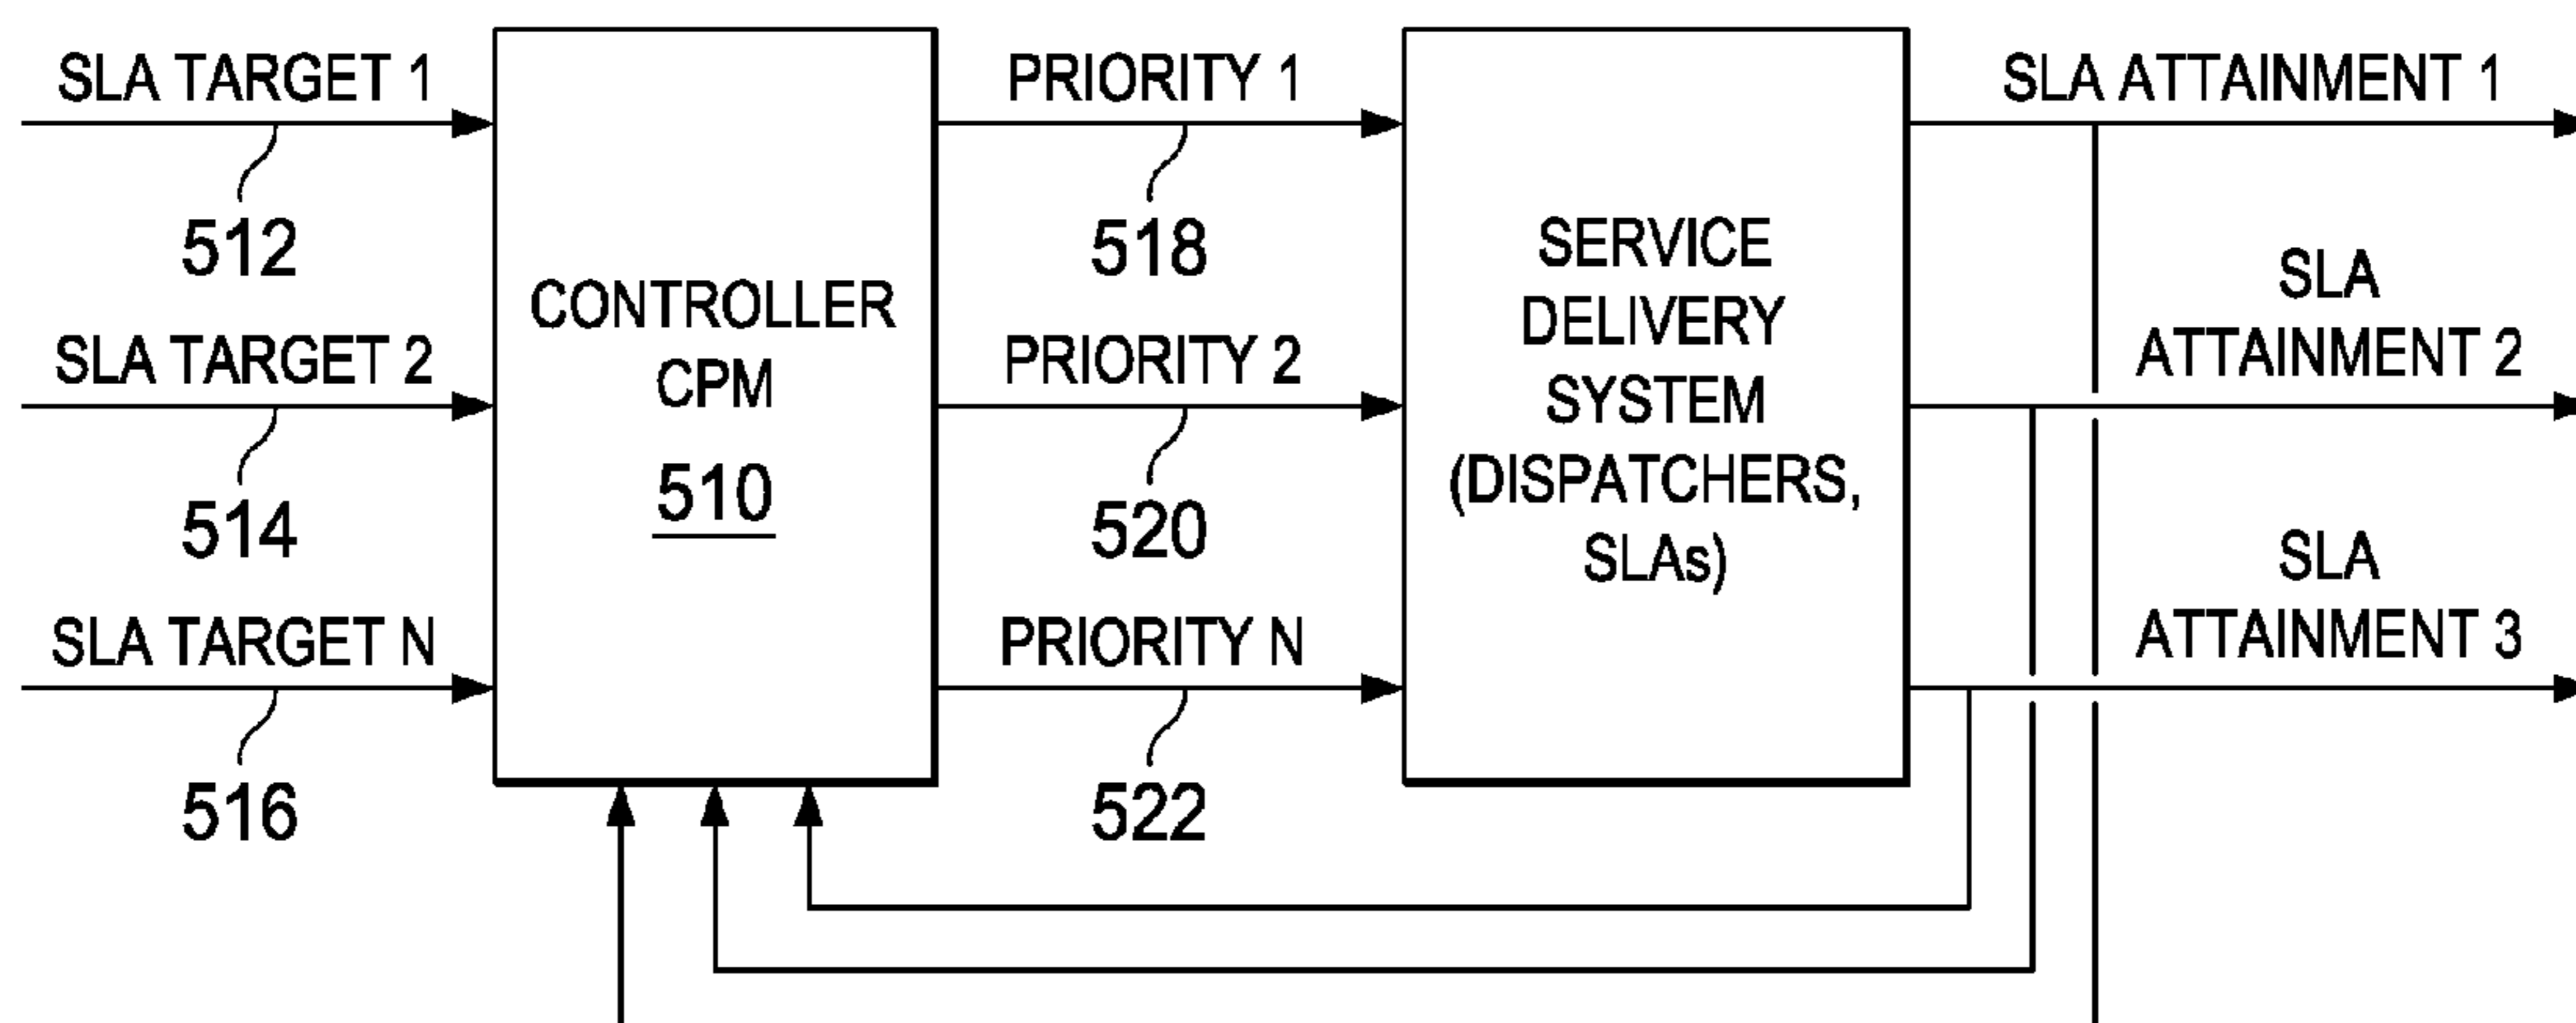 SLA TARGET 1
512
SLA TARGET 2
514
SLA TARGET N
516
CONTROLLER
CPM
510
PRIORITY 1
518
PRIORITY 2
520
PRIORITY N
522
SERVICE
DELIVERY
SYSTEM
(DISPATCHERS,
SLAs)
SLA ATTAINMENT 1
SLA
ATTAINMENT 2
SLA
ATTAINMENT 3